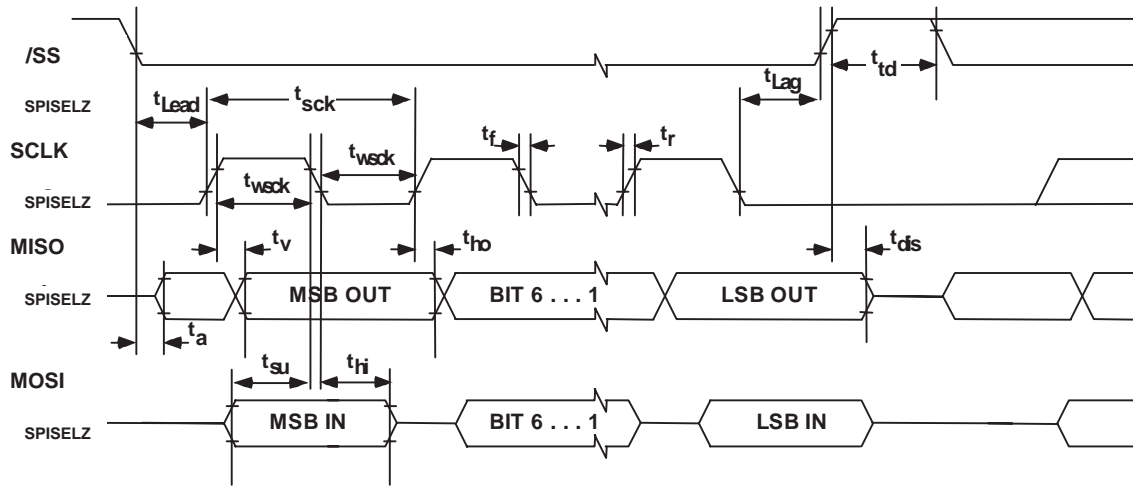 /SS
SPISELZ
tLead
tsck
tLag
ttd
SCLK
SPISELZ
twsck
twsck
tf
tr
MISO
SPISELZ
tv
tho
tdis
MSB OUT
BIT 6 . . . 1
LSB OUT
ta
MOSI
SPISELZ
tsu
thi
MSB IN
BIT 6 . . . 1
LSB IN